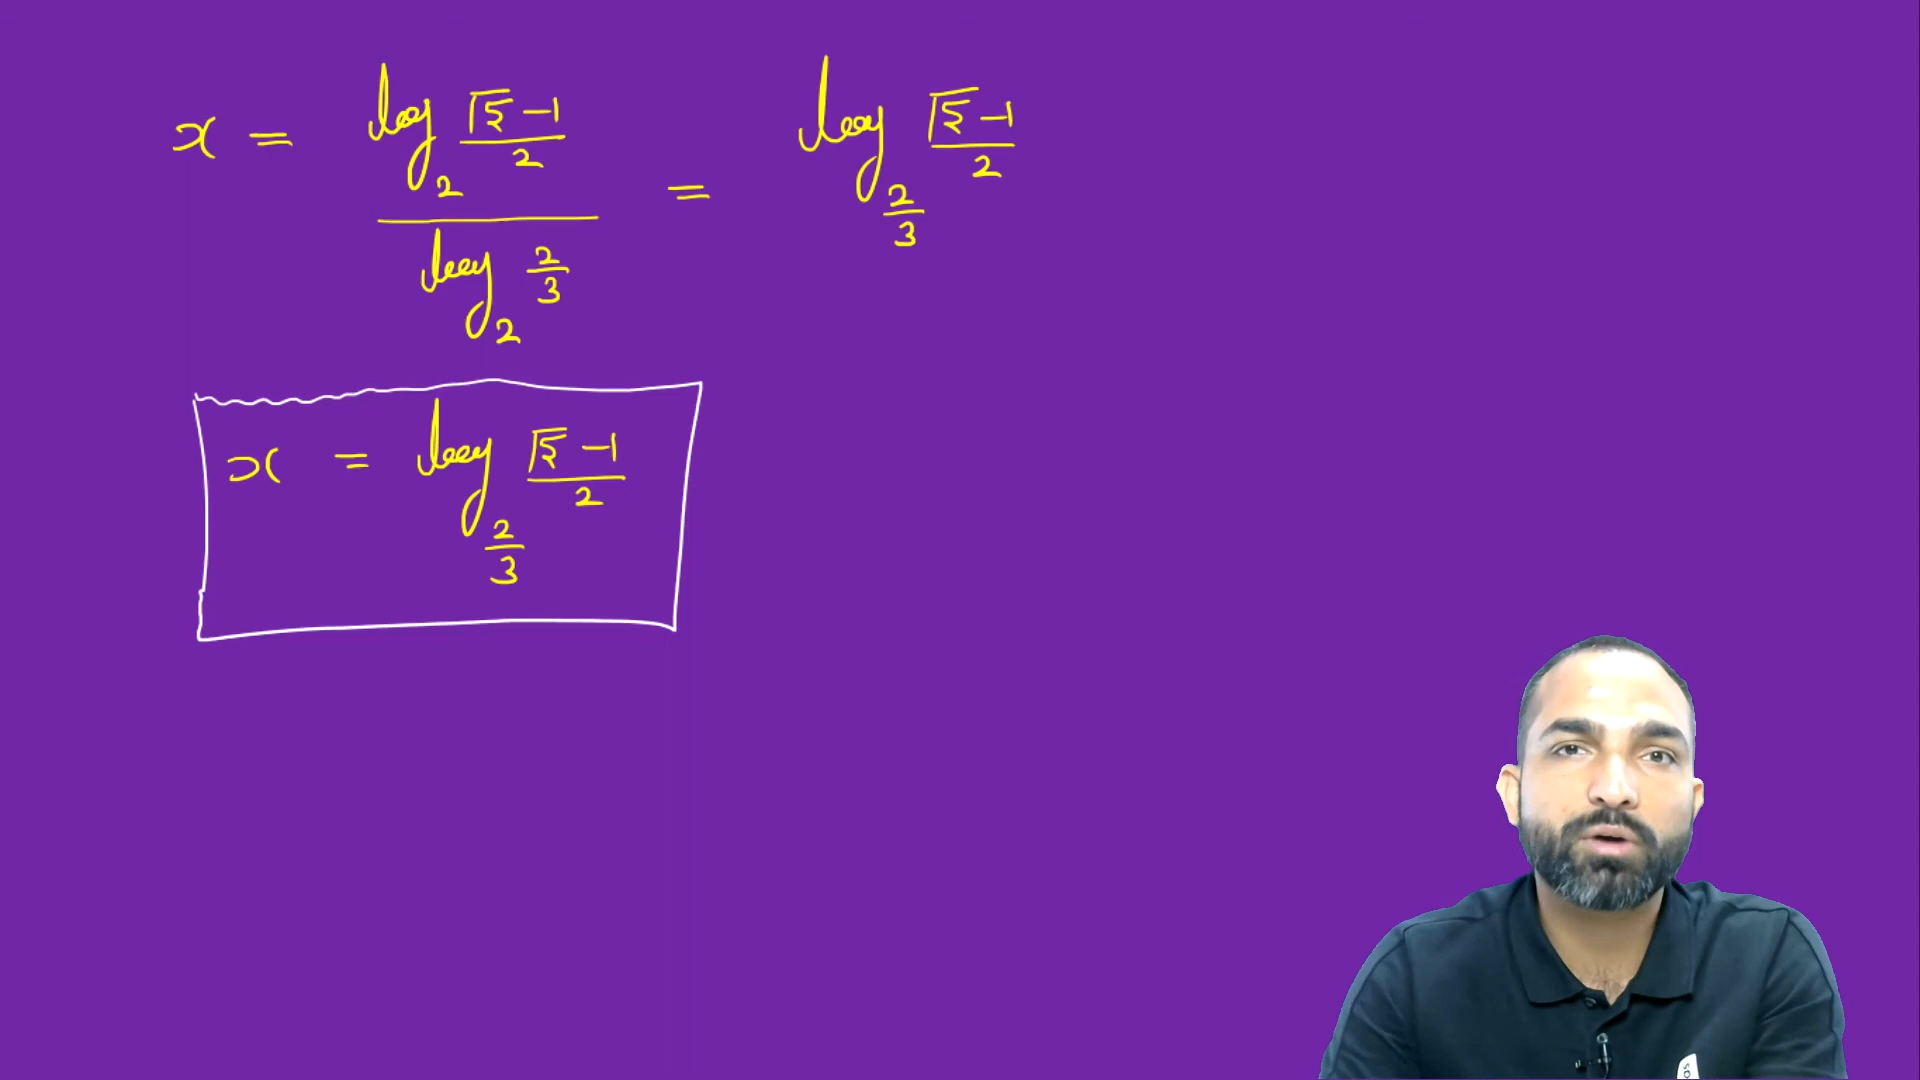 x = log₂ (√5 − 1)/2 / log₂ 2/3 = log_{2/3} (√5 − 1)/2
x = log_{2/3} (√5 − 1)/2